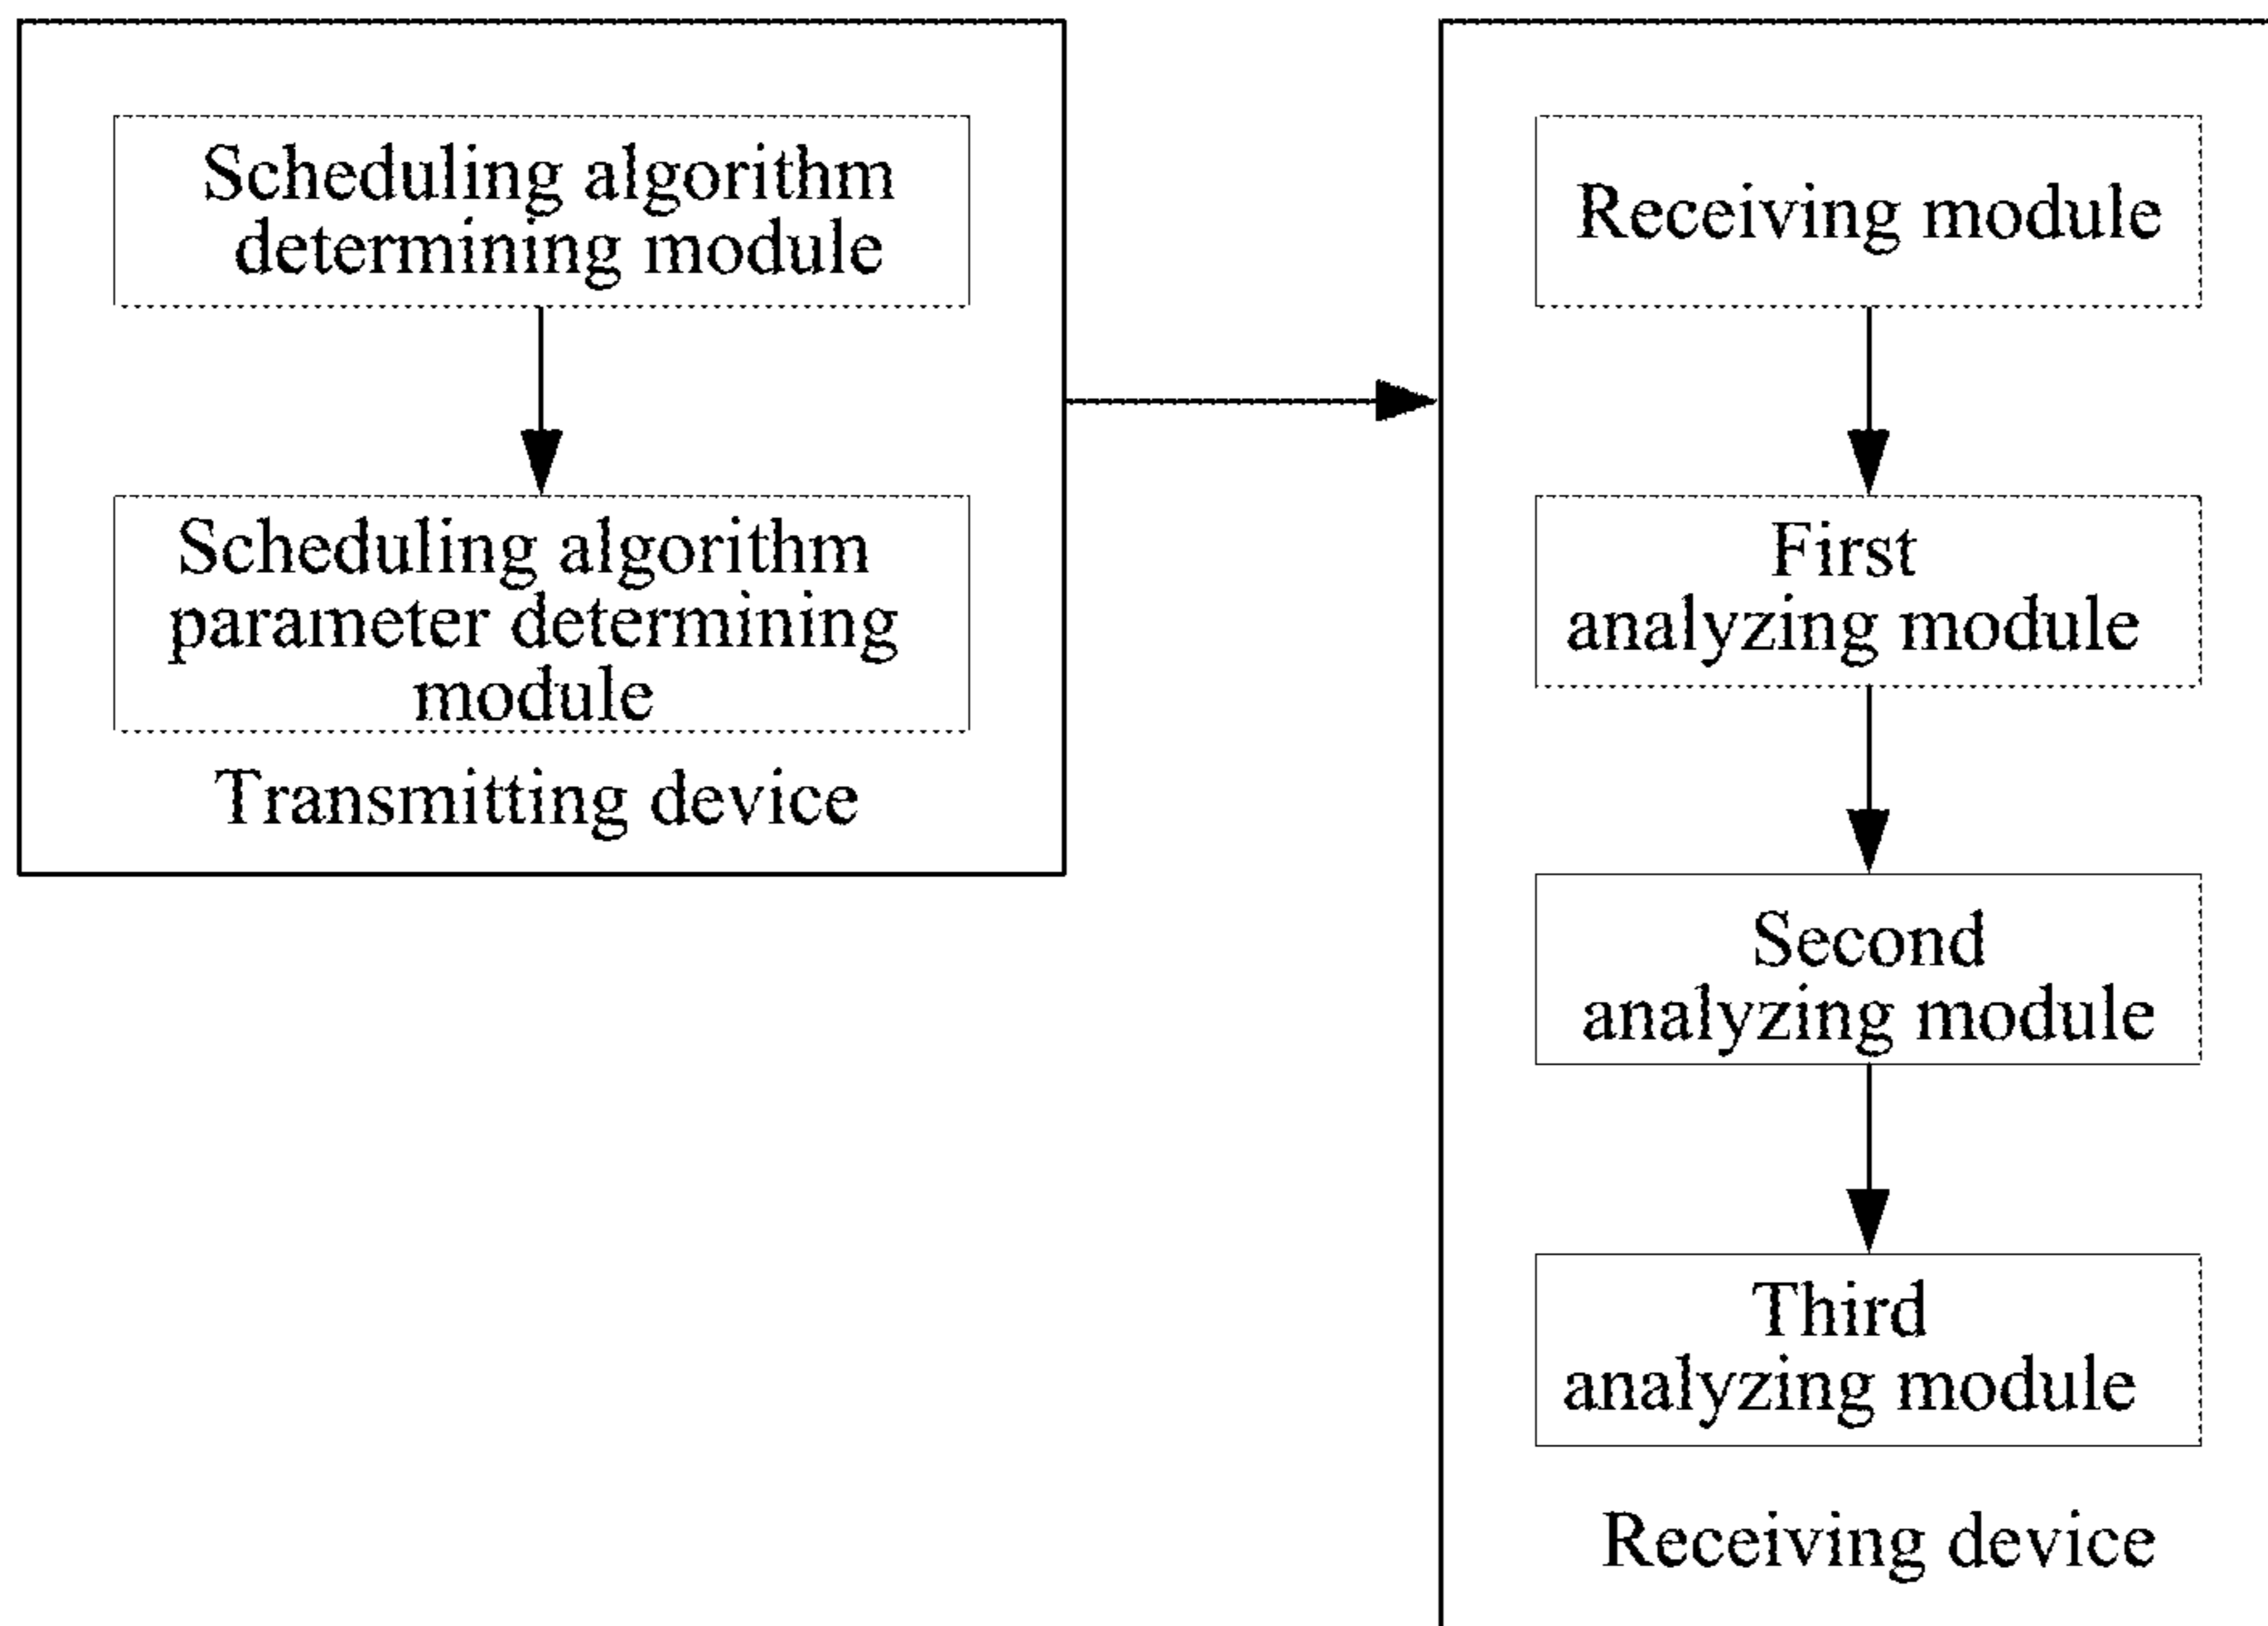 Scheduling algorithm
determining module
Scheduling algorithm
parameter determining
module
Transmitting device
Receiving module
First
analyzing module
Second
analyzing module
Third
analyzing module
Receiving device